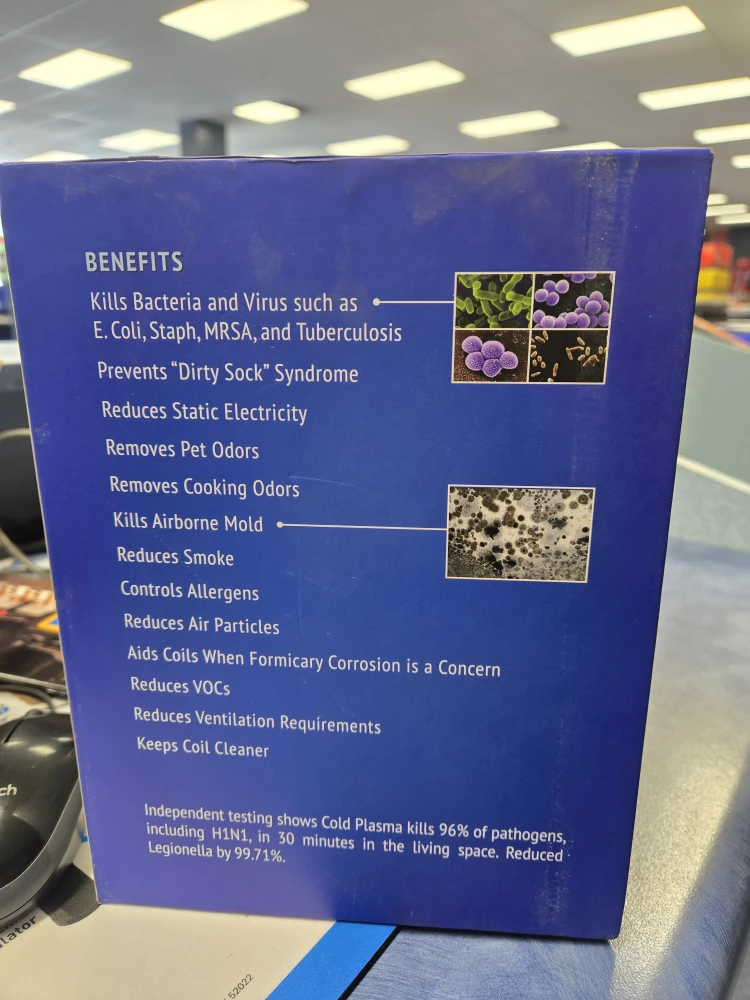 BENEFITS
Kills Bacteria and Virus such as
E. Coli, Staph, MRSA, and Tuberculosis
Prevents “Dirty Sock” Syndrome
Reduces Static Electricity
Removes Pet Odors
Removes Cooking Odors
Kills Airborne Mold
Reduces Smoke
Controls Allergens
Reduces Air Particles
Aids Coils When Formicary Corrosion is a Concern
Reduces VOCs
Reduces Ventilation Requirements
Keeps Coil Cleaner
Independent testing shows Cold Plasma kills 96% of pathogens,
including H1N1, in 30 minutes in the living space. Reduced
Legionella by 99.71%.